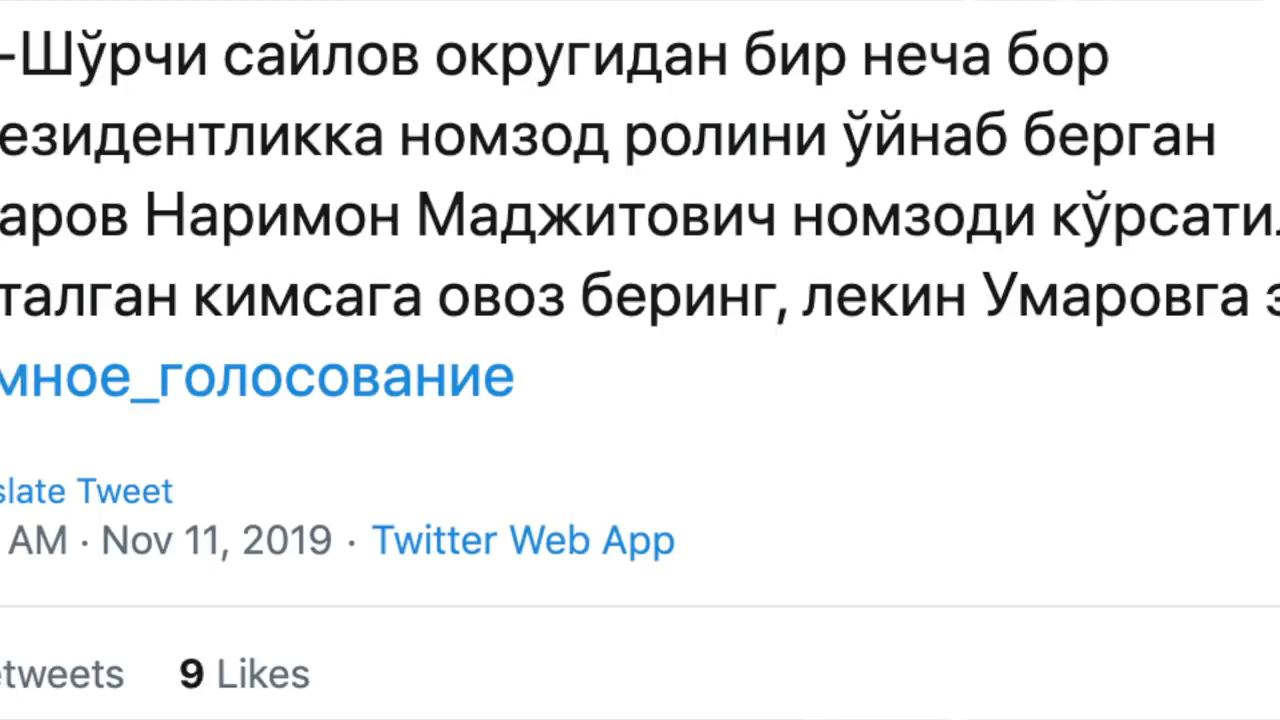 -Шўрчи сайлов округидан бир неча бор
езидентликка номзод ролини ўйнаб берган
аров Наримон Маджитович номзоди кўрсати
талган кимсага овоз беринг, лекин Умаровга
мное_голосование
slate Tweet
AM · Nov 11, 2019 · Twitter Web App
etweets 9 Likes